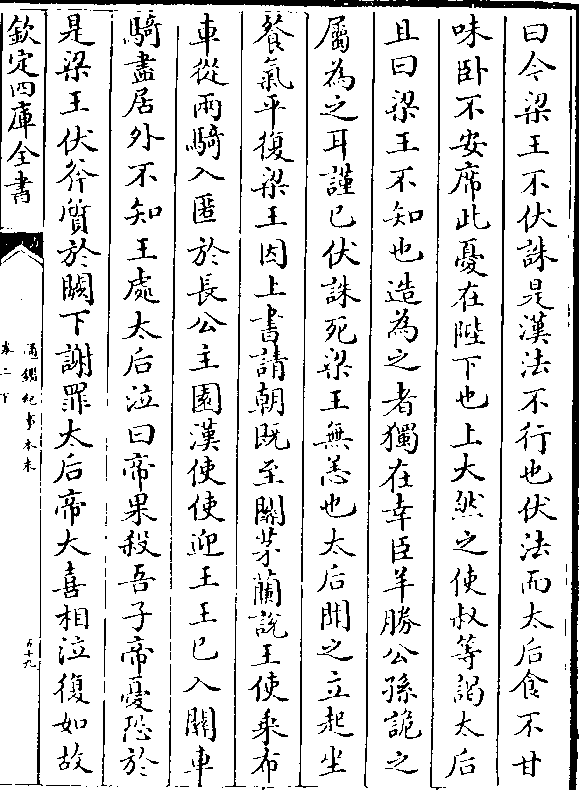 曰今梁王不伏誅是漢法不行也伏法而太后食不甘
味卧不安席此憂在陛下也上大然之使叔等謁太后
且曰梁王不知也造為之者獨在幸臣羊勝公孫詭之
屬為之耳謹已伏誅死梁王無恙也太后聞之立起坐
餐氣平復梁王因上書請朝既至關茅蘭說王使乘布
車從兩騎入匿於長公主園漢使使迎王王已入關車
騎盡居外不知王處太后泣曰帝果殺吾子帝憂恐於
是梁王伏斧質於闕下謝罪太后帝大喜相泣復如故
欽定四庫全書
通鑑紀事本末
卷二下
五十九